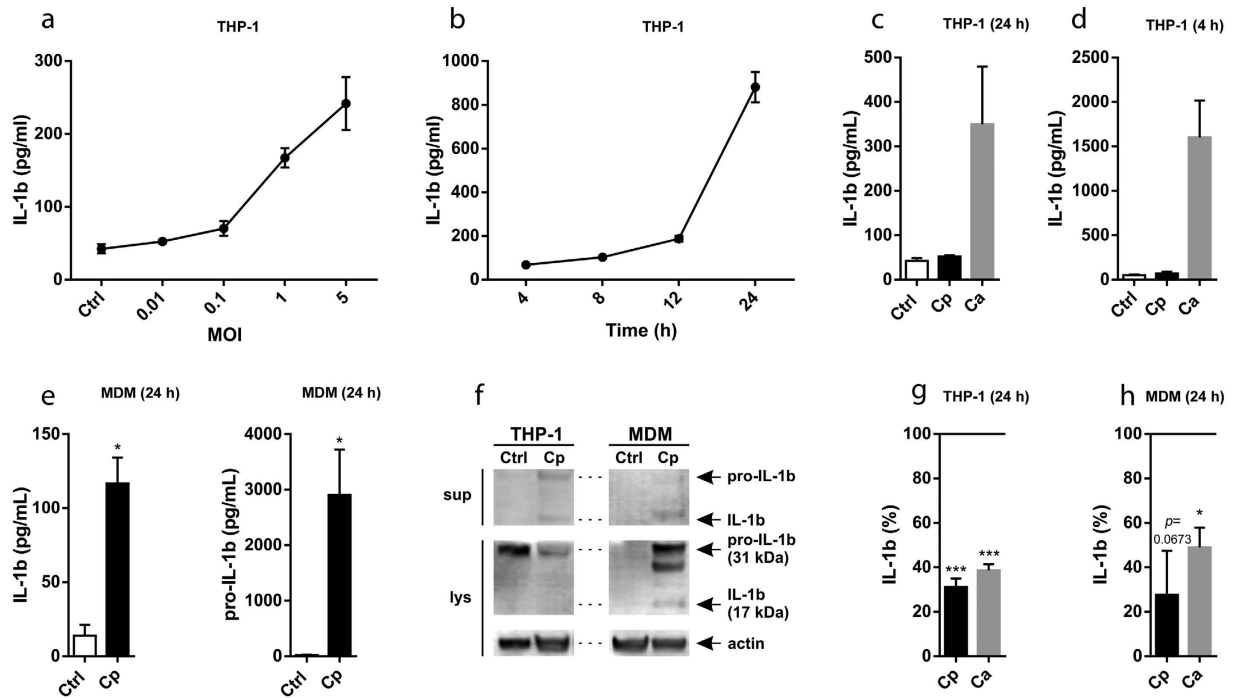 a
THP-1
IL-1b (pg/ml)
300
200
100
0
Ctrl
0.01
0.1
1
5
MOI
b
THP-1
IL-1b (pg/ml)
1000
800
600
400
200
0
4
8
12
24
Time (h)
c
THP-1 (24 h)
IL-1b (pg/mL)
500
400
300
200
100
0
Ctrl
Cp
Ca
d
THP-1 (4 h)
IL-1b (pg/mL)
2500
2000
1500
1000
500
0
Ctrl
Cp
Ca
e
MDM (24 h)
IL-1b (pg/mL)
150
100
50
0
*
Ctrl
Cp
MDM (24 h)
pro-IL-1b (pg/mL)
4000
3000
2000
1000
0
*
Ctrl
Cp
f
THP-1 MDM
Ctrl Cp Ctrl Cp
sup
pro-IL-1b
IL-1b
lys
pro-IL-1b
(31 kDa)
IL-1b
(17 kDa)
actin
g
THP-1 (24 h)
IL-1b (%)
100
80
60
40
20
0
***
***
Cp
Ca
h
MDM (24 h)
IL-1b (%)
100
80
60
40
20
0
p=
0.0673
*
Cp
Ca